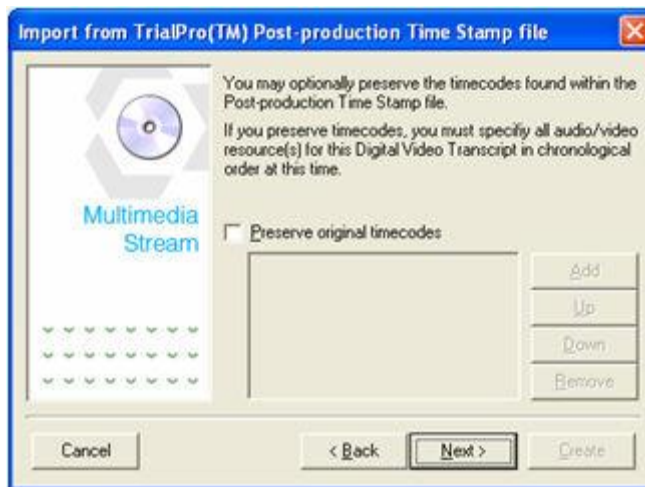 Import from TrialPro(TM) Post-production Time Stamp file
You may optionally preserve the timecodes found within the
Post-production Time Stamp file.
If you preserve timecodes, you must specifiy all audio/video
resource(s) for this Digital Video Transcript in chronological
order at this time.
Multimedia
Stream
Preserve original timecodes
Add
Up
Down
Remove
Cancel
< Back
Next >
Create